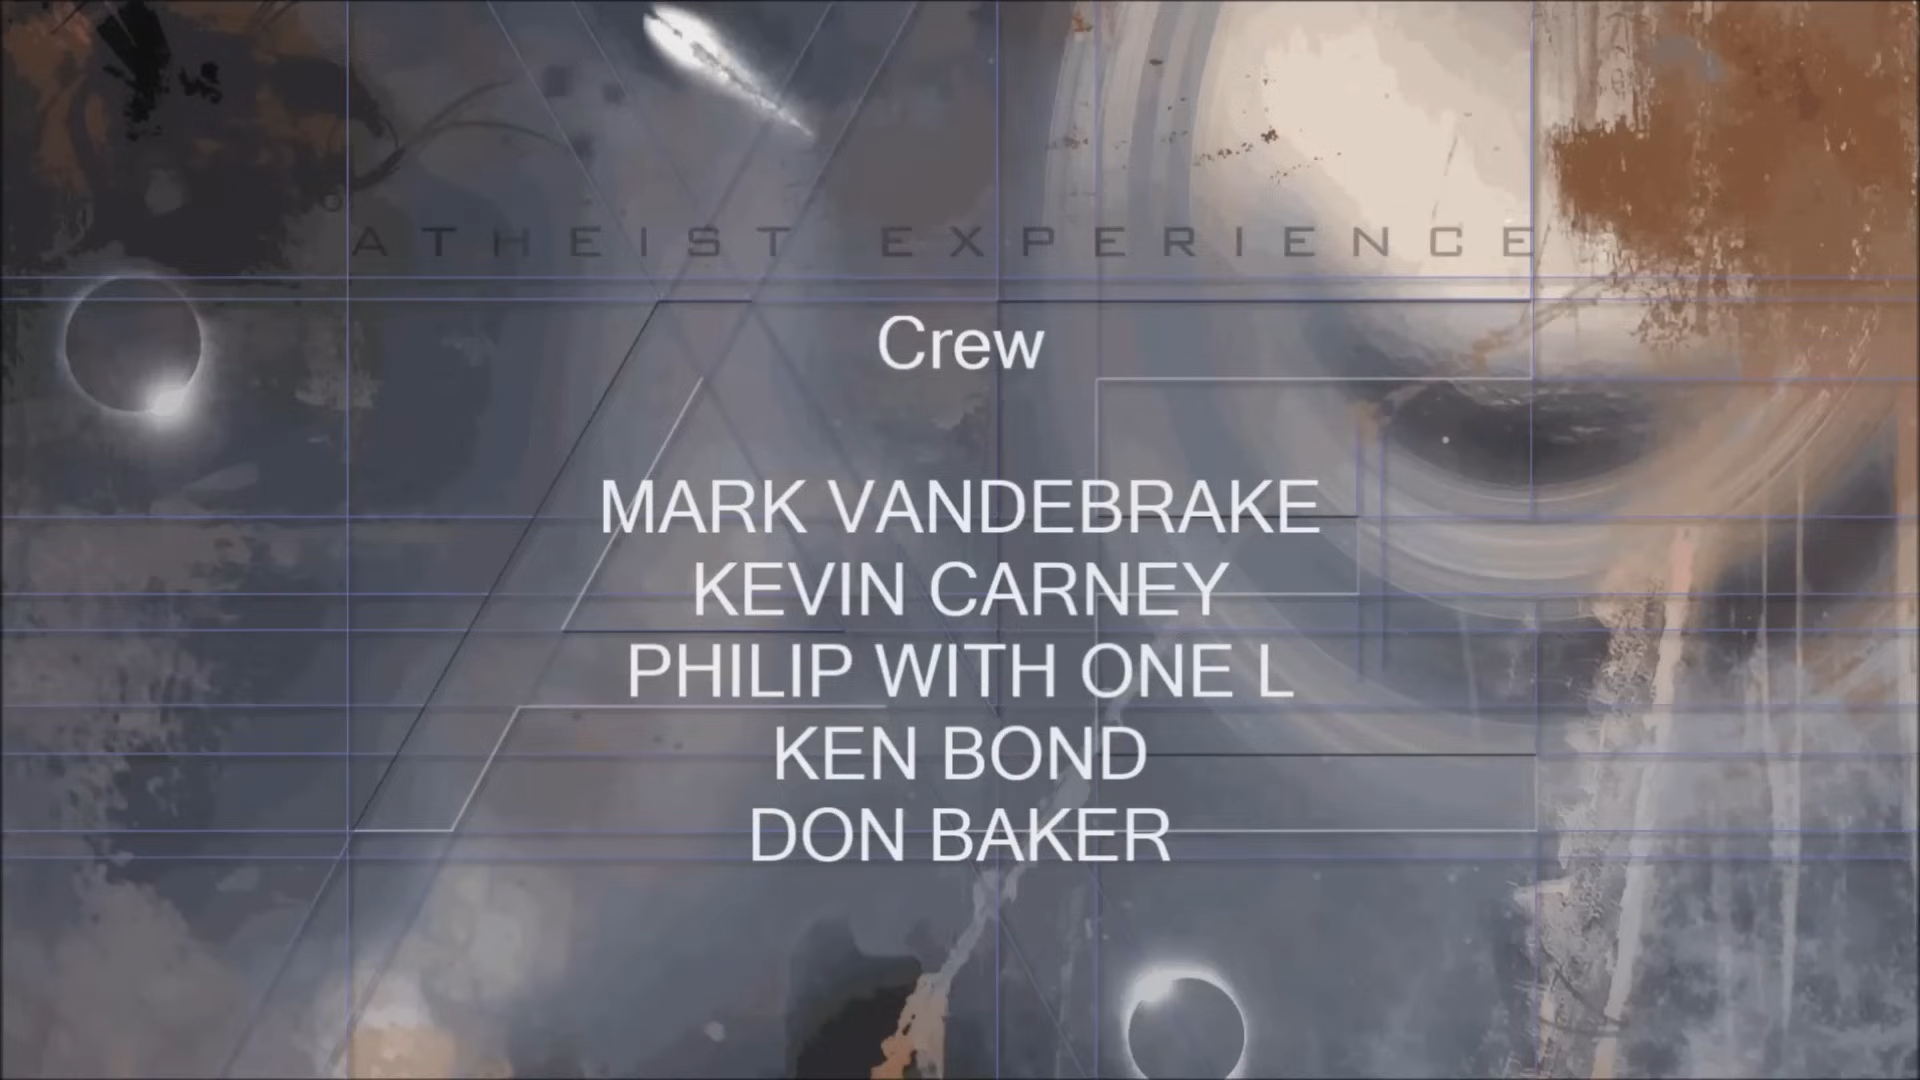 ATHEIST EXPERIENCE
Crew
MARK VANDEBRAKE
KEVIN CARNEY
PHILIP WITH ONE L
KEN BOND
DON BAKER